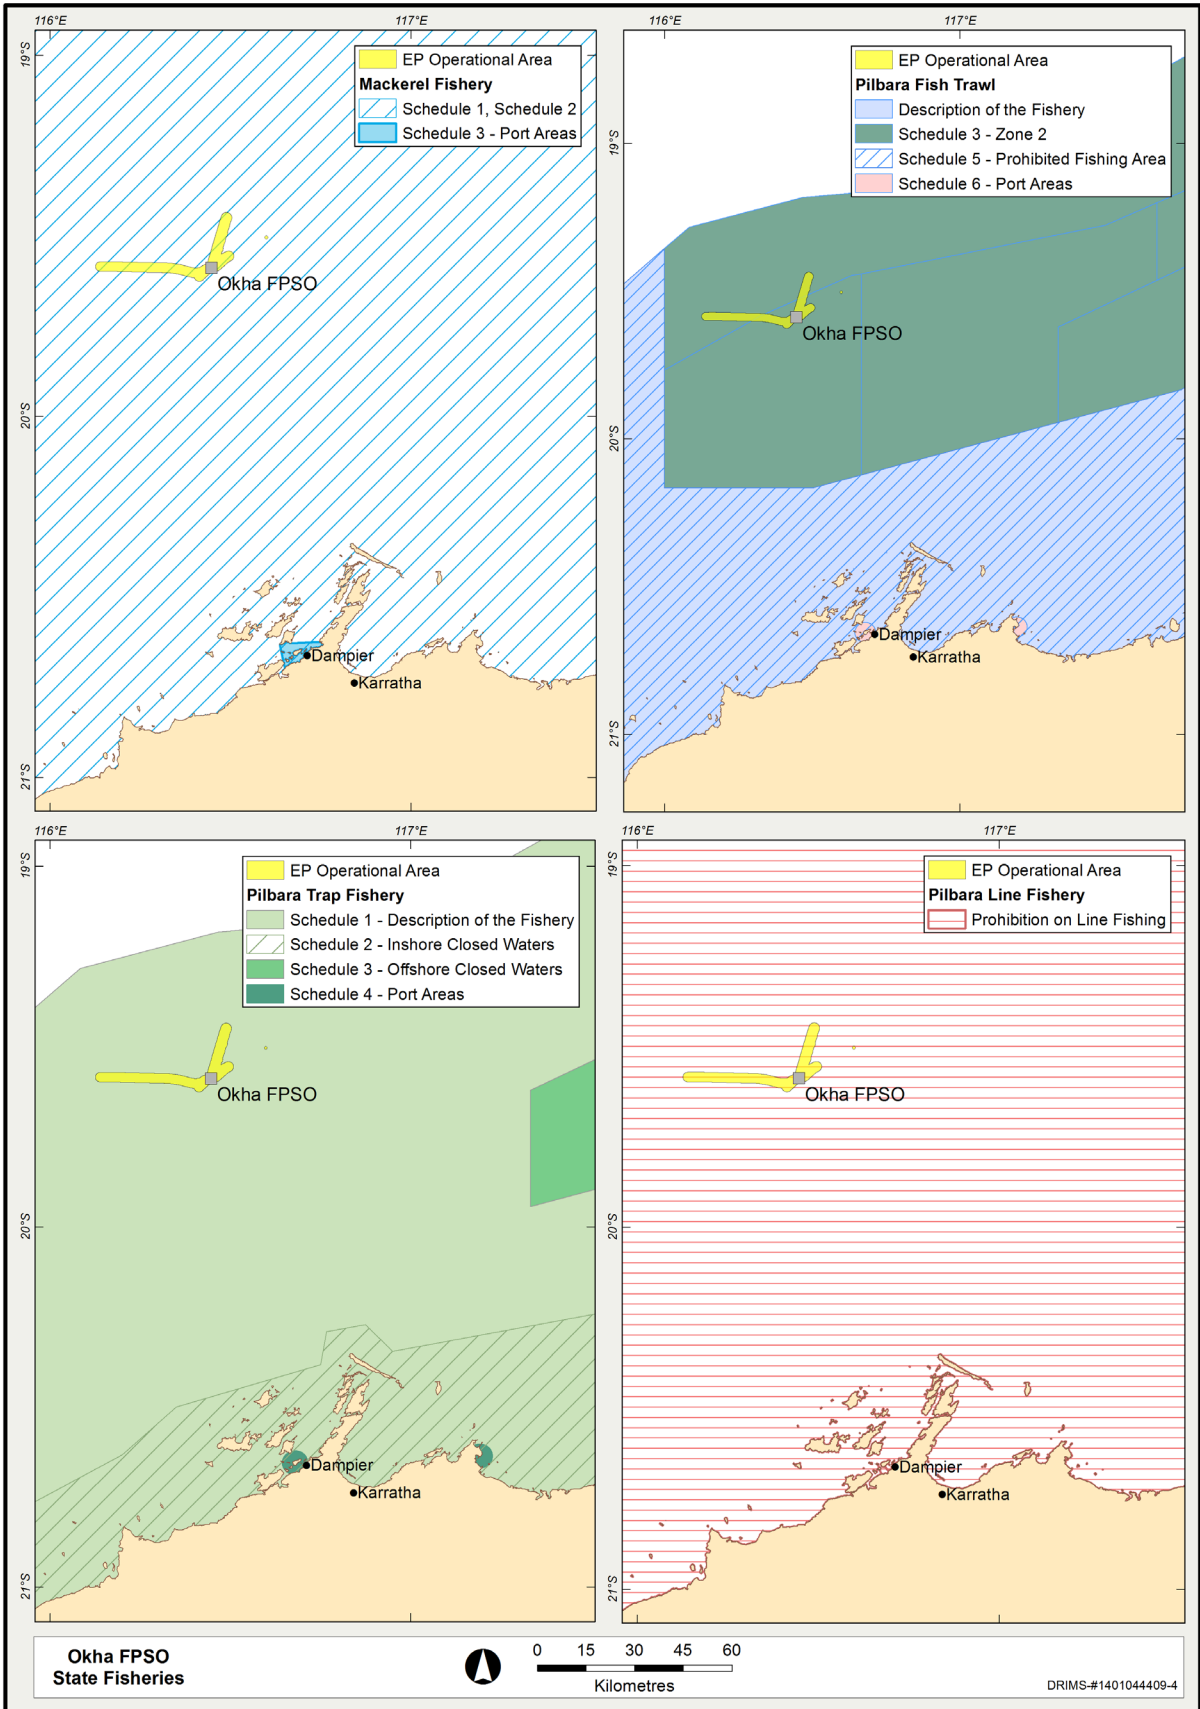 116°E
117°E
19°S
20°S
21°S
EP Operational Area
Mackerel Fishery
Schedule 1, Schedule 2
Schedule 3 - Port Areas
Okha FPSO
Dampier
Karratha
116°E
117°E
19°S
20°S
21°S
EP Operational Area
Pilbara Fish Trawl
Description of the Fishery
Schedule 3 - Zone 2
Schedule 5 - Prohibited Fishing Area
Schedule 6 - Port Areas
Okha FPSO
Dampier
Karratha
116°E
117°E
19°S
20°S
21°S
EP Operational Area
Pilbara Trap Fishery
Schedule 1 - Description of the Fishery
Schedule 2 - Inshore Closed Waters
Schedule 3 - Offshore Closed Waters
Schedule 4 - Port Areas
Okha FPSO
Dampier
Karratha
116°E
117°E
19°S
20°S
21°S
EP Operational Area
Pilbara Line Fishery
Prohibition on Line Fishing
Okha FPSO
Dampier
Karratha
Okha FPSO
State Fisheries
0 15 30 45 60
Kilometres
DRIMS-#1401044409-4